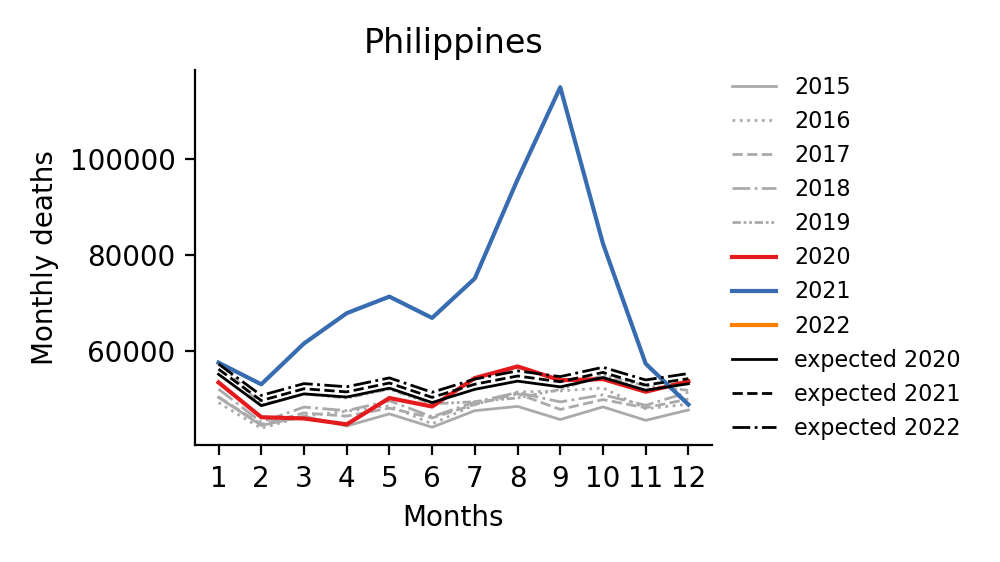 Philippines
Monthly deaths
100000
80000
60000
1 2 3 4 5 6 7 8 9 10 11 12
Months
2015
2016
2017
2018
2019
2020
2021
2022
expected 2020
expected 2021
expected 2022